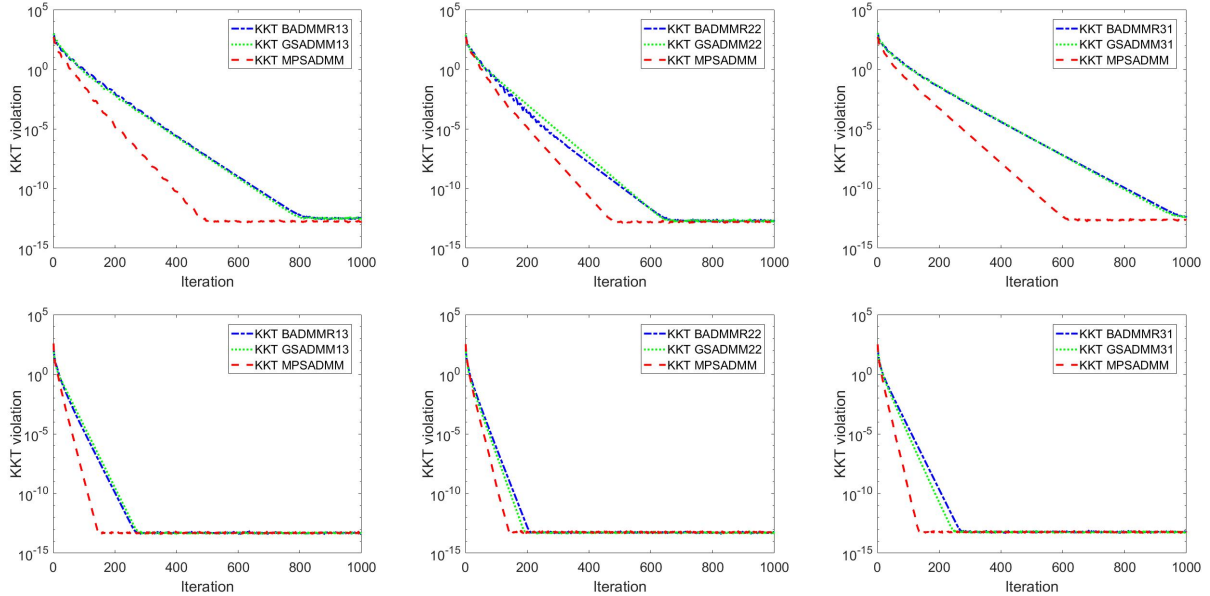 KKT violation
10^5
10^0
10^-5
10^-10
10^-15
KKT BADMMR13
KKT GSADMM13
KKT MPSADMM
0 200 400 600 800 1000
Iteration
KKT violation
10^5
10^0
10^-5
10^-10
10^-15
KKT BADMMR22
KKT GSADMM22
KKT MPSADMM
0 200 400 600 800 1000
Iteration
KKT violation
10^5
10^0
10^-5
10^-10
10^-15
KKT BADMMR31
KKT GSADMM31
KKT MPSADMM
0 200 400 600 800 1000
Iteration
KKT violation
10^5
10^0
10^-5
10^-10
10^-15
KKT BADMMR13
KKT GSADMM13
KKT MPSADMM
0 200 400 600 800 1000
Iteration
KKT violation
10^5
10^0
10^-5
10^-10
10^-15
KKT BADMMR22
KKT GSADMM22
KKT MPSADMM
0 200 400 600 800 1000
Iteration
KKT violation
10^5
10^0
10^-5
10^-10
10^-15
KKT BADMMR31
KKT GSADMM31
KKT MPSADMM
0 200 400 600 800 1000
Iteration